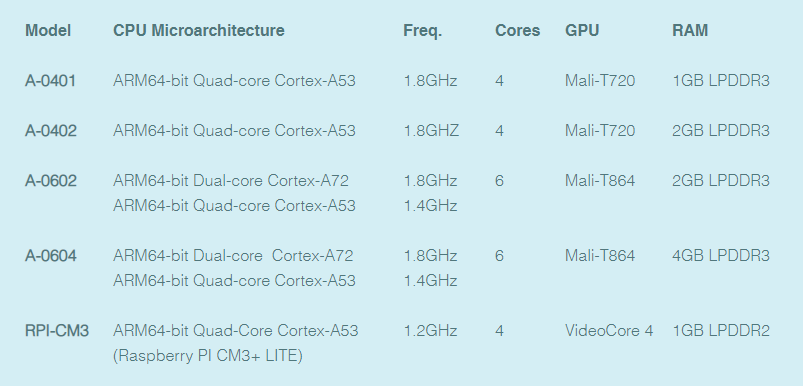 Model CPU Microarchitecture Freq. Cores GPU RAM
A-0401 ARM64-bit Quad-core Cortex-A53 1.8GHz 4 Mali-T720 1GB LPDDR3
A-0402 ARM64-bit Quad-core Cortex-A53 1.8GHZ 4 Mali-T720 2GB LPDDR3
A-0602 ARM64-bit Dual-core Cortex-A72 1.8GHz 6 Mali-T864 2GB LPDDR3
ARM64-bit Quad-core Cortex-A53 1.4GHz
A-0604 ARM64-bit Dual-core Cortex-A72 1.8GHz 6 Mali-T864 4GB LPDDR3
ARM64-bit Quad-core Cortex-A53 1.4GHz
RPI-CM3 ARM64-bit Quad-Core Cortex-A53 1.2GHz 4 VideoCore 4 1GB LPDDR2
(Raspberry PI CM3+ LITE)